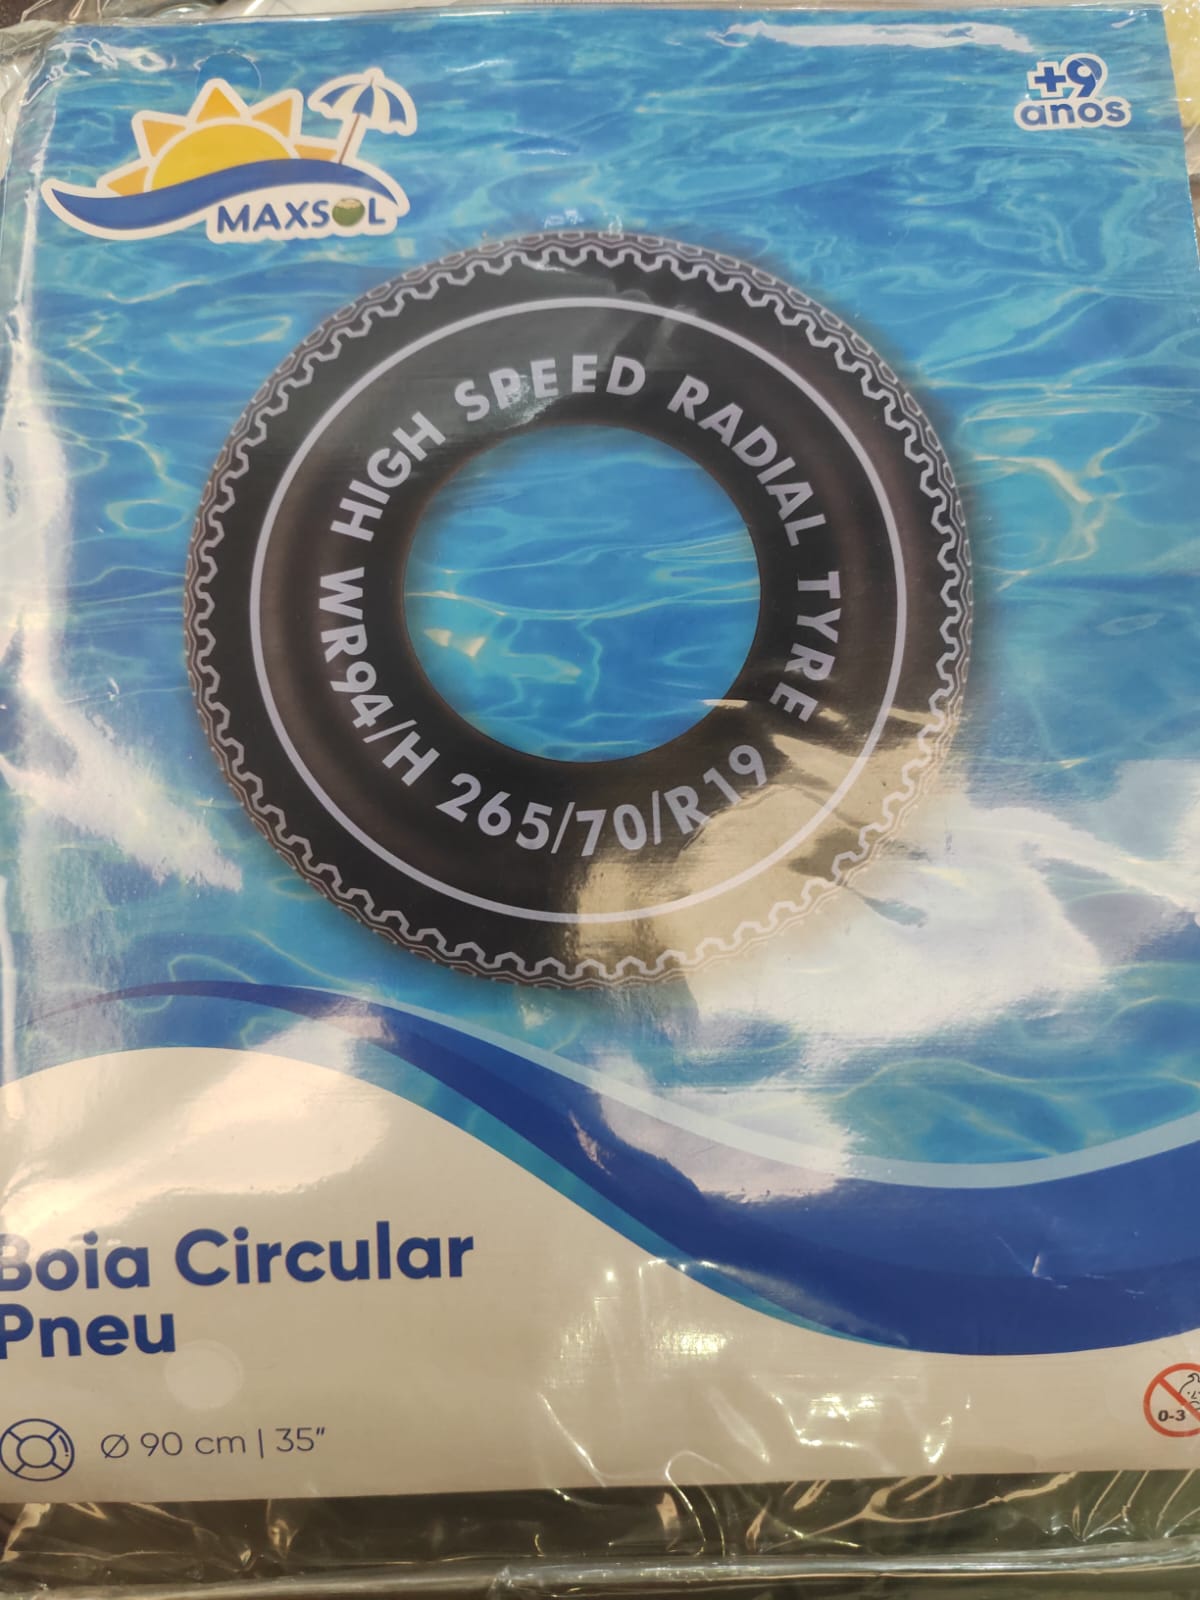 +9
anos
MAXSOL
HIGH SPEED RADIAL TYRE
WR94/H 265/70/R19
Boia Circular
Pneu
Ø 90 cm | 35"
0-3